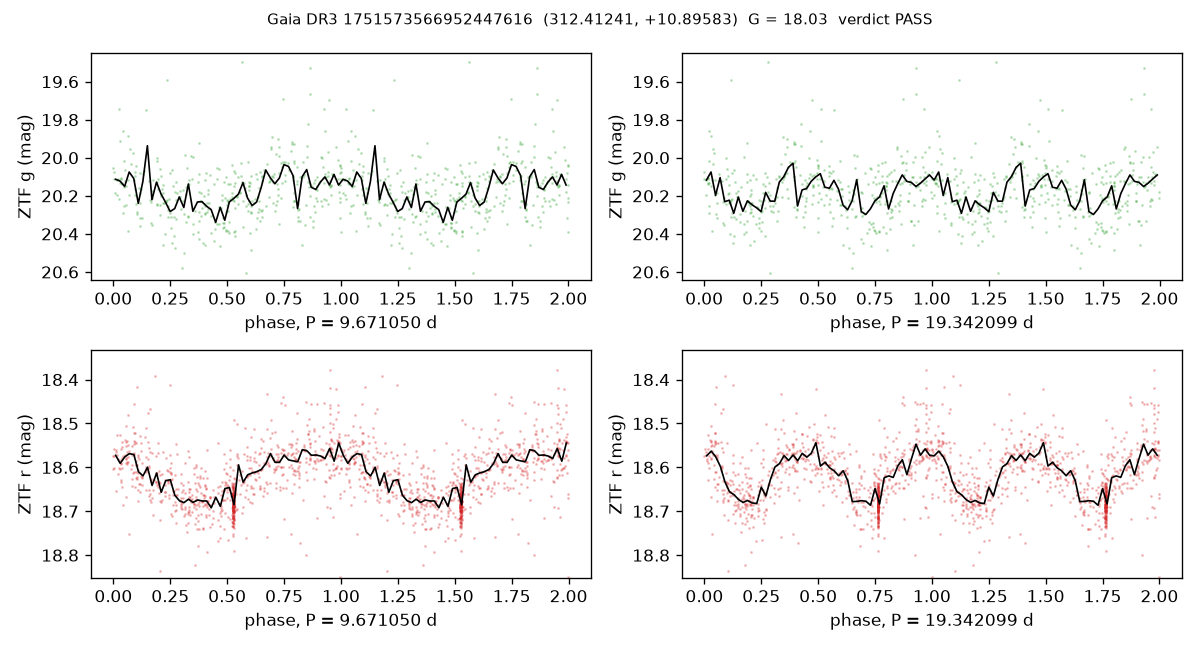 Gaia DR3 1751573566952447616 (312.41241, +10.89583) G = 18.03 verdict PASS
ZTF g (mag)
19.6
19.8
20.0
20.2
20.4
20.6
0.00 0.25 0.50 0.75 1.00 1.25 1.50 1.75 2.00
phase, P = 9.671050 d
ZTF g (mag)
19.6
19.8
20.0
20.2
20.4
20.6
0.00 0.25 0.50 0.75 1.00 1.25 1.50 1.75 2.00
phase, P = 19.342099 d
ZTF r (mag)
18.4
18.5
18.6
18.7
18.8
0.00 0.25 0.50 0.75 1.00 1.25 1.50 1.75 2.00
phase, P = 9.671050 d
ZTF r (mag)
18.4
18.5
18.6
18.7
18.8
0.00 0.25 0.50 0.75 1.00 1.25 1.50 1.75 2.00
phase, P = 19.342099 d